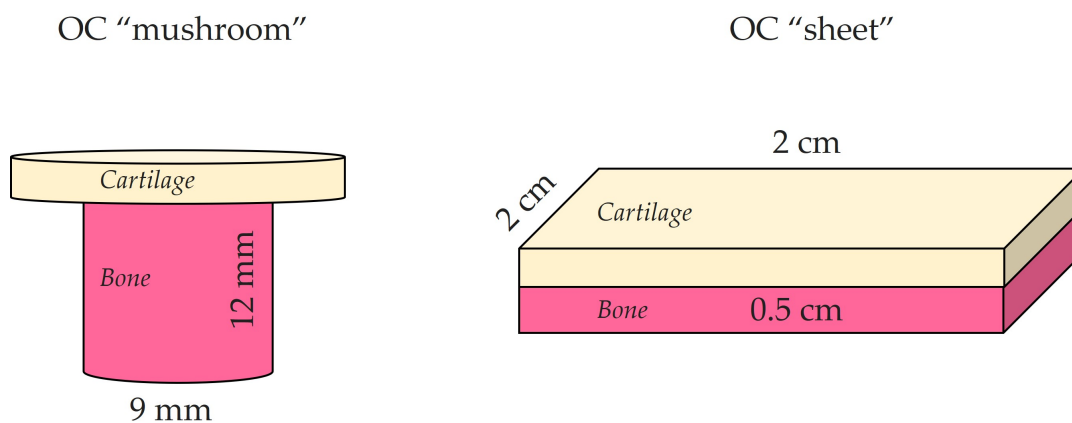 OC “mushroom”
OC “sheet”
Cartilage
Bone
12 mm
9 mm
2 cm
2 cm
Cartilage
Bone
0.5 cm